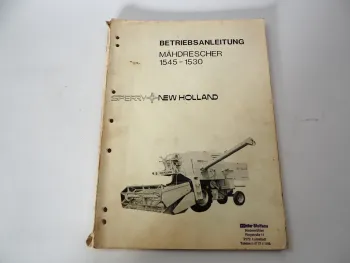 BETRIEBSANLEITUNG
MÄHDRESCHER
1545-1530
SPERRY NEW HOLLAND